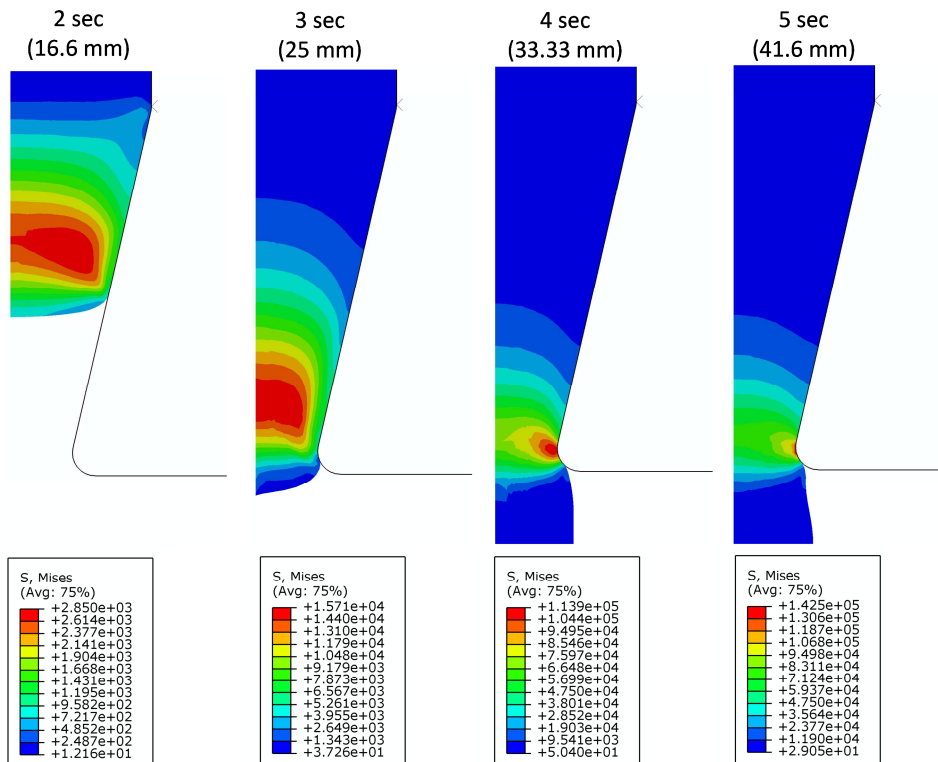 2 sec
(16.6 mm)
3 sec
(25 mm)
4 sec
(33.33 mm)
5 sec
(41.6 mm)
S, Mises
(Avg: 75%)
+2.850e+03
+2.614e+03
+2.377e+03
+2.141e+03
+1.904e+03
+1.668e+03
+1.431e+03
+1.195e+03
+9.582e+02
+7.217e+02
+4.852e+02
+2.487e+02
+1.216e+01
S, Mises
(Avg: 75%)
+1.571e+04
+1.440e+04
+1.310e+04
+1.179e+04
+1.048e+04
+9.179e+03
+7.873e+03
+6.567e+03
+5.261e+03
+3.955e+03
+2.649e+03
+1.343e+03
+3.726e+01
S, Mises
(Avg: 75%)
+1.139e+05
+1.044e+05
+9.495e+04
+8.546e+04
+7.597e+04
+6.648e+04
+5.699e+04
+4.750e+04
+3.801e+04
+2.852e+04
+1.903e+04
+9.541e+03
+5.040e+01
S, Mises
(Avg: 75%)
+1.425e+05
+1.306e+05
+1.187e+05
+1.068e+05
+9.498e+04
+8.311e+04
+7.124e+04
+5.937e+04
+4.750e+04
+3.564e+04
+2.377e+04
+1.190e+04
+2.905e+01